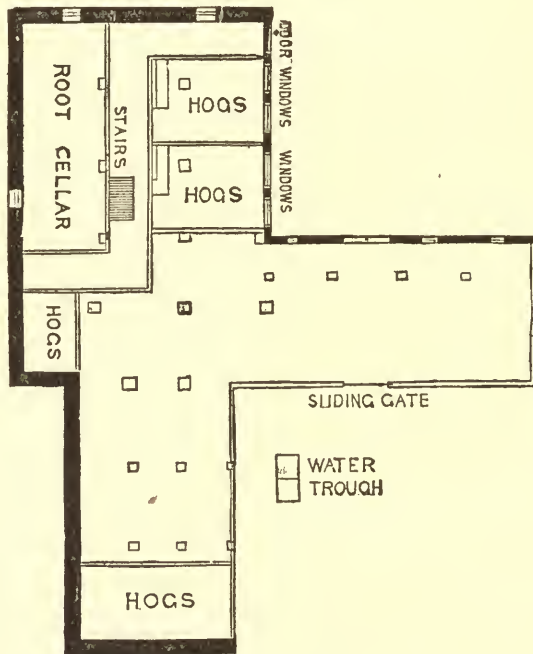 ROOT CELLAR
STAIRS
HOGS
HOGS
DOOR WINDOWS WINDOWS
HOGS
SLIDING GATE
WATER
TROUGH
HOGS